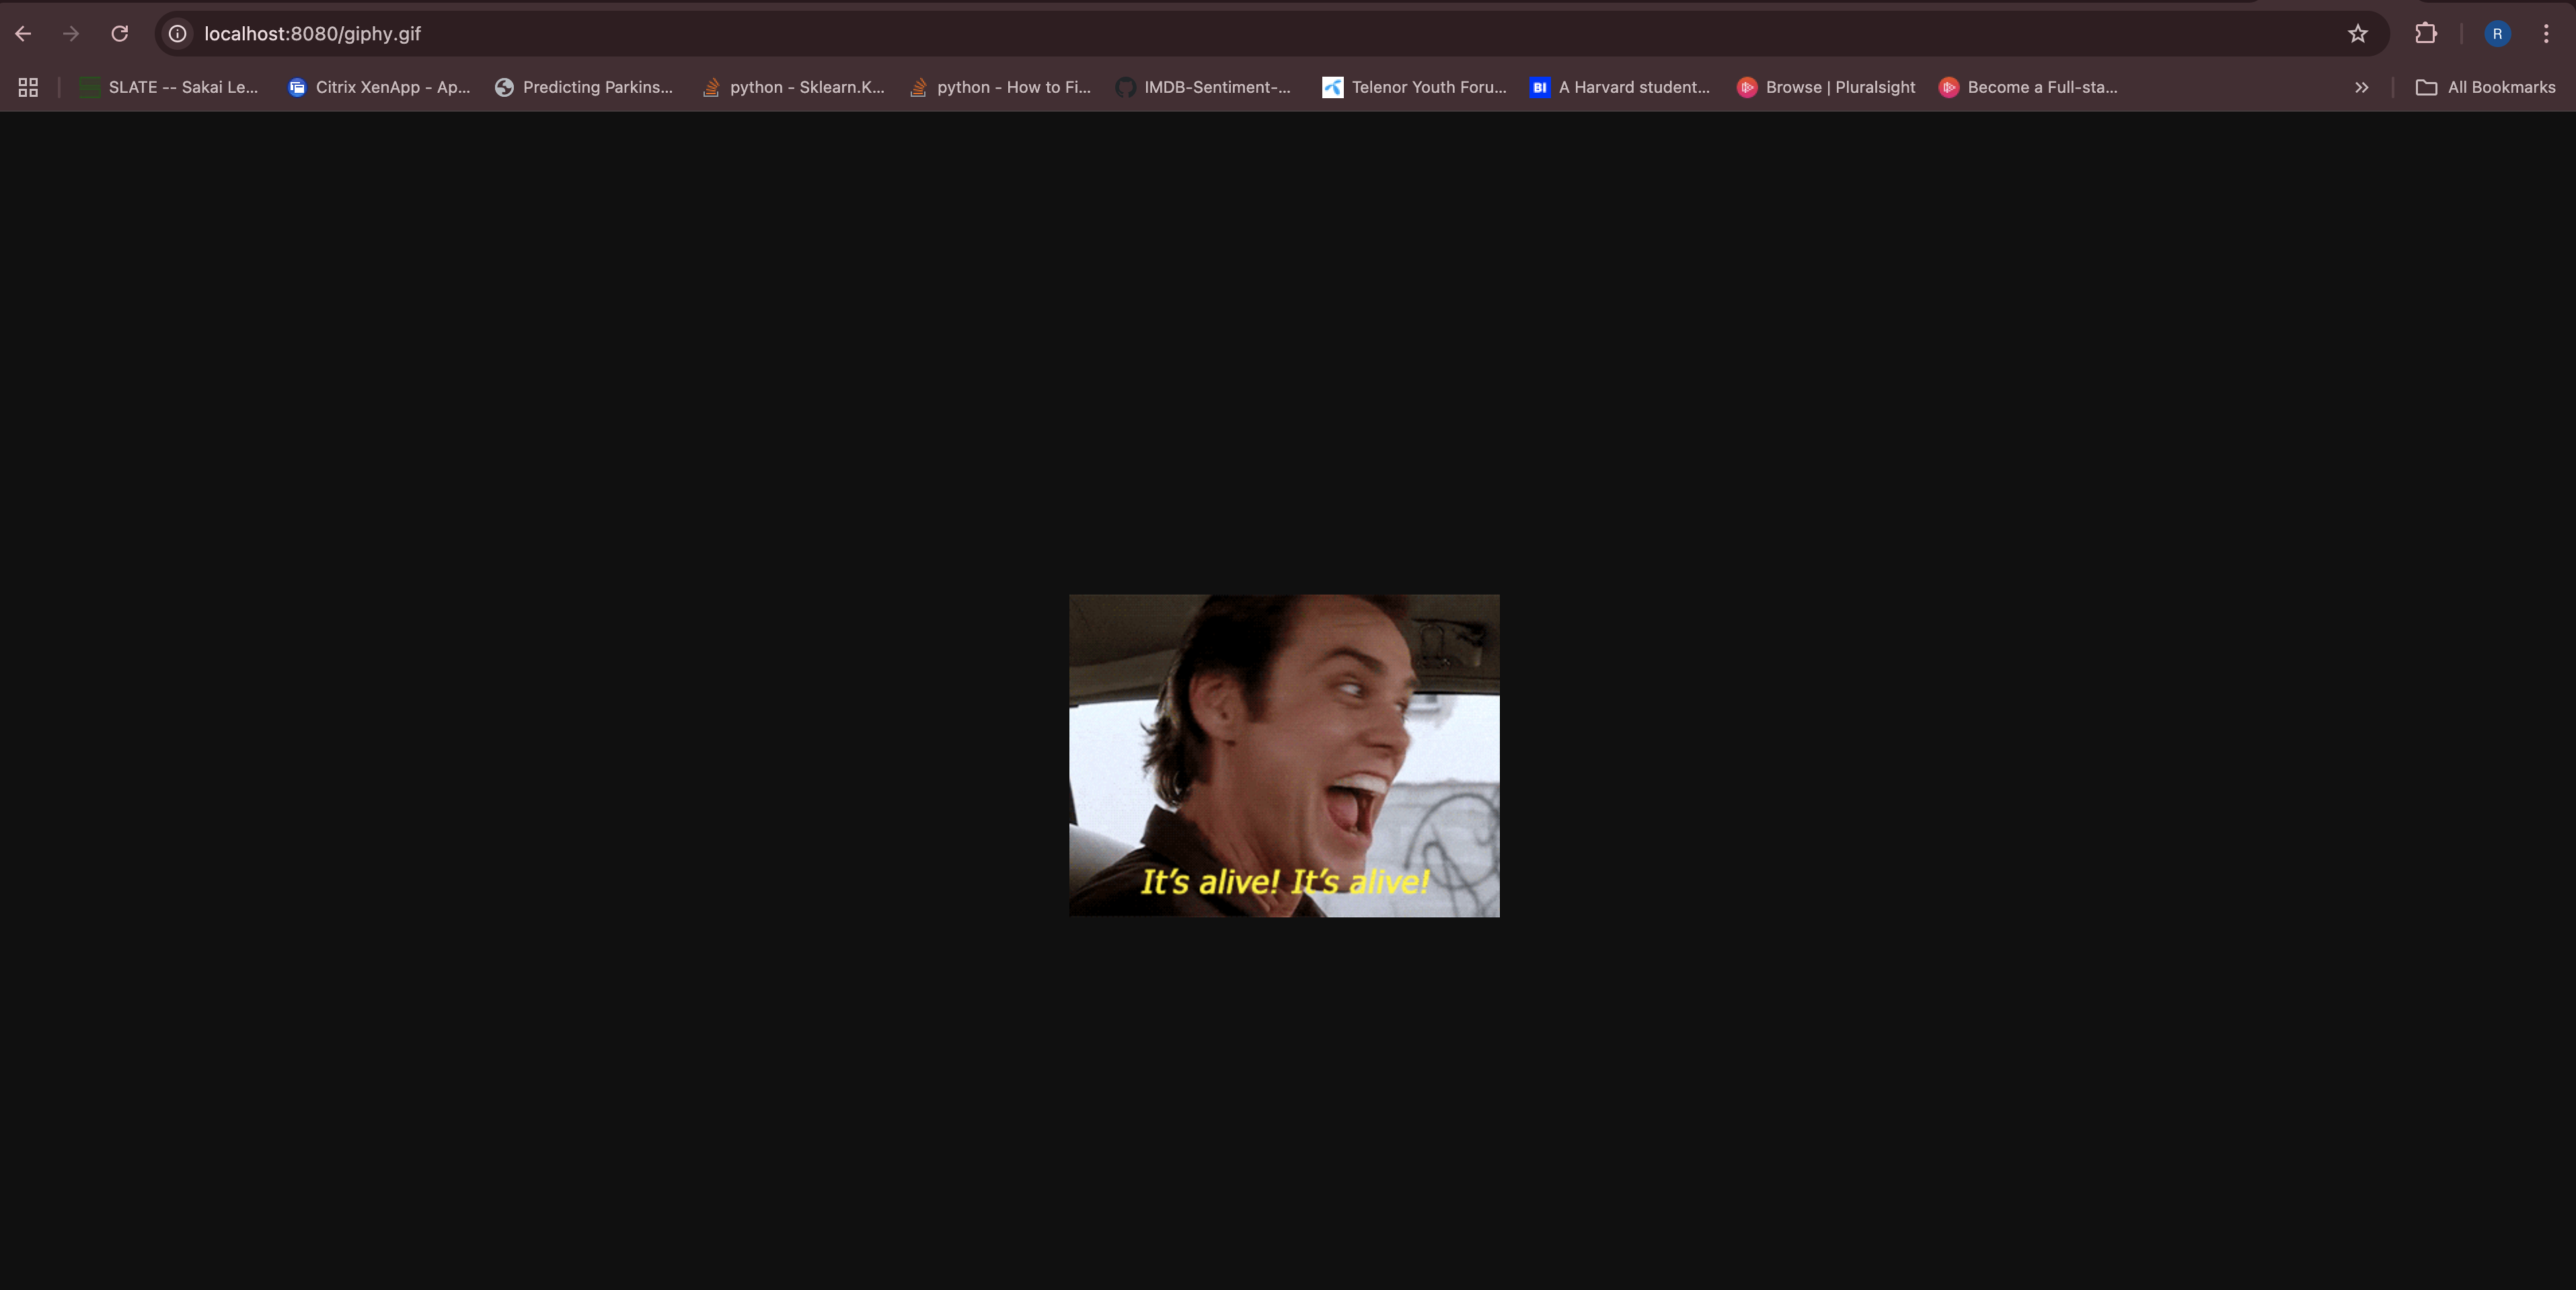 localhost:8080/giphy.gif
R
SLATE -- Sakai Le...
Citrix XenApp - Ap...
Predicting Parkins...
python - Sklearn.K...
python - How to Fi...
IMDB-Sentiment-...
Telenor Youth Foru...
BI
A Harvard student...
Browse | Pluralsight
Become a Full-sta...
All Bookmarks
It's alive! It's alive!